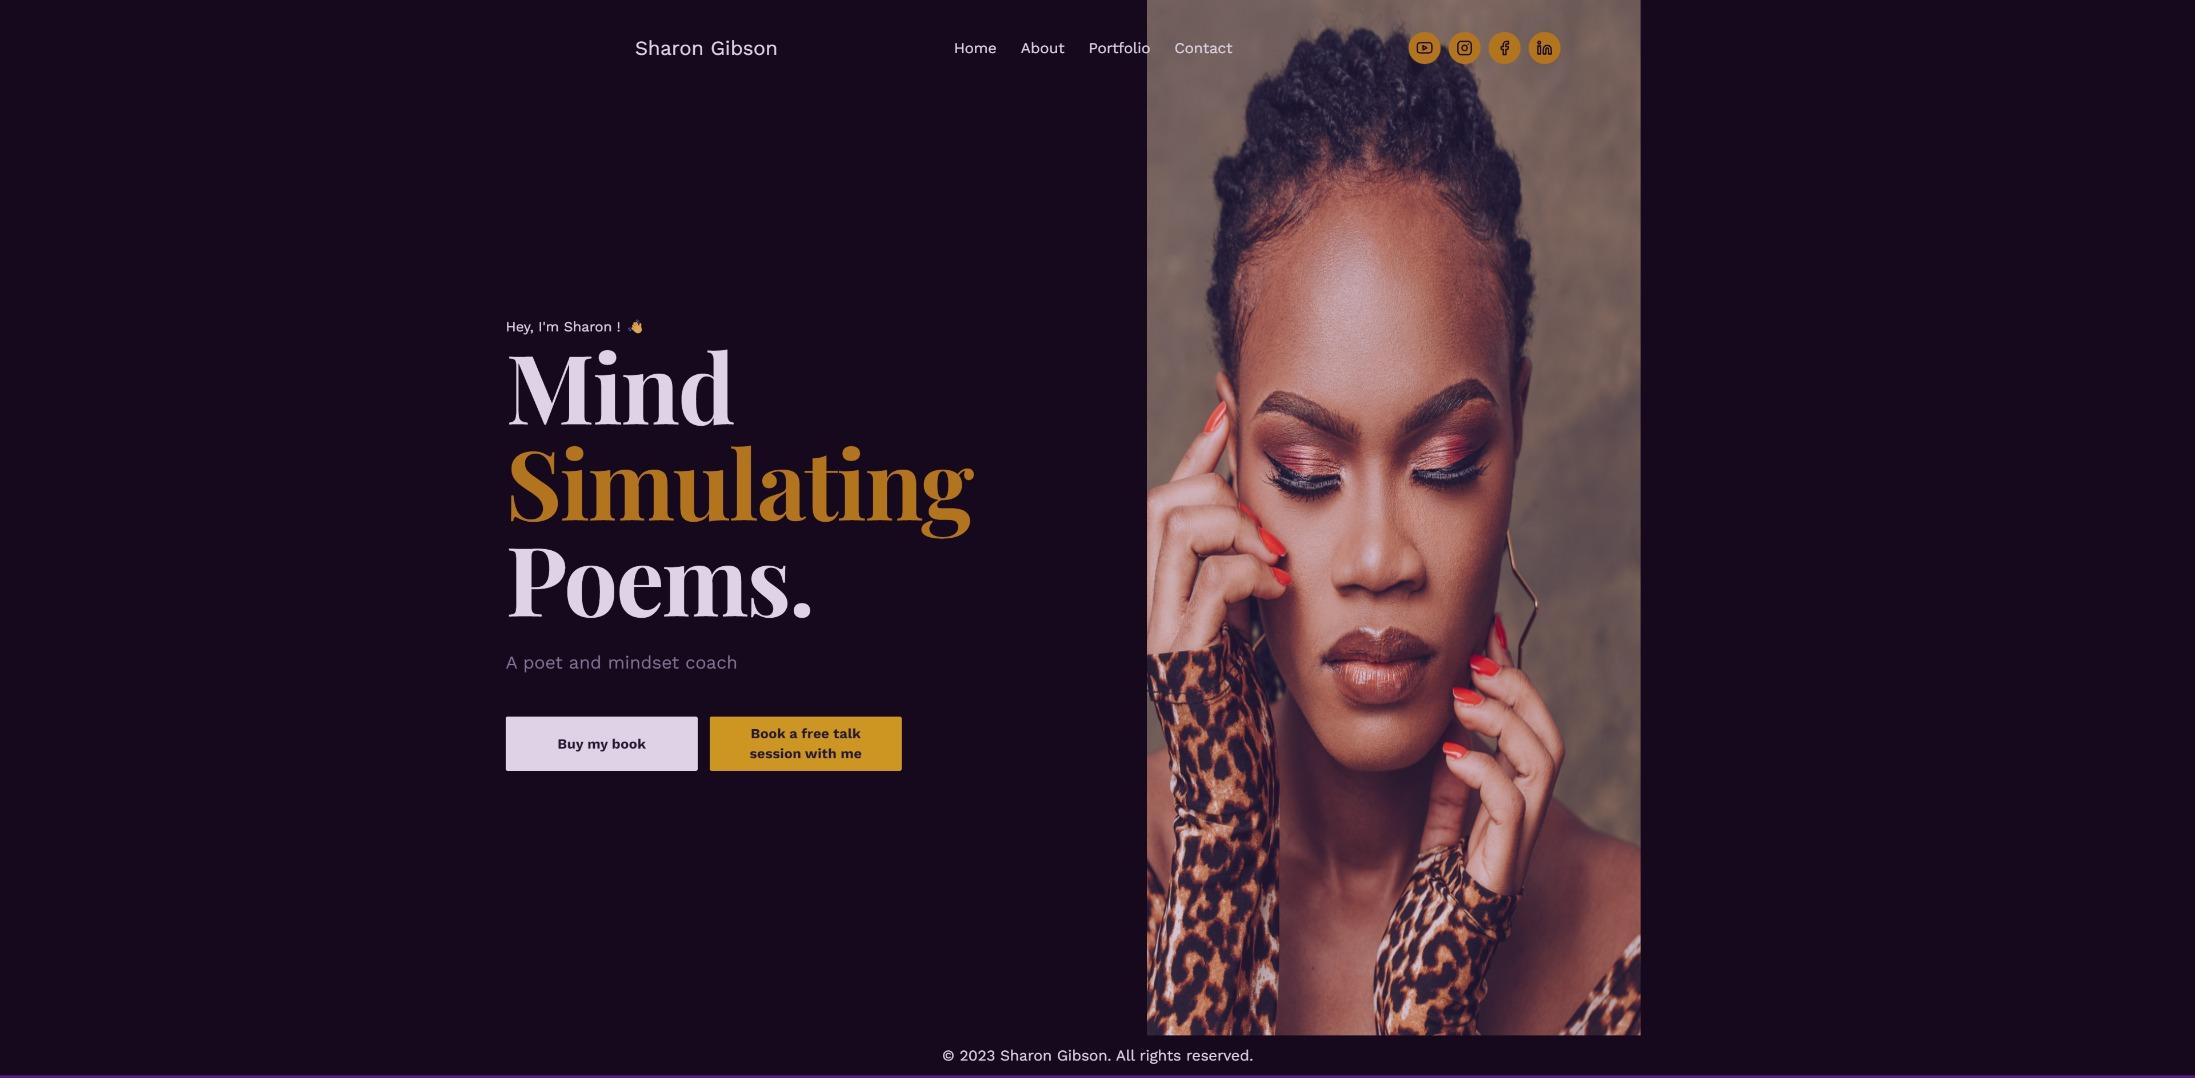 Sharon Gibson
Home About Portfolio Contact
Hey, I'm Sharon ! 👋
Mind
Simulating
Poems.
A poet and mindset coach
Buy my book
Book a free talk
session with me
© 2023 Sharon Gibson. All rights reserved.